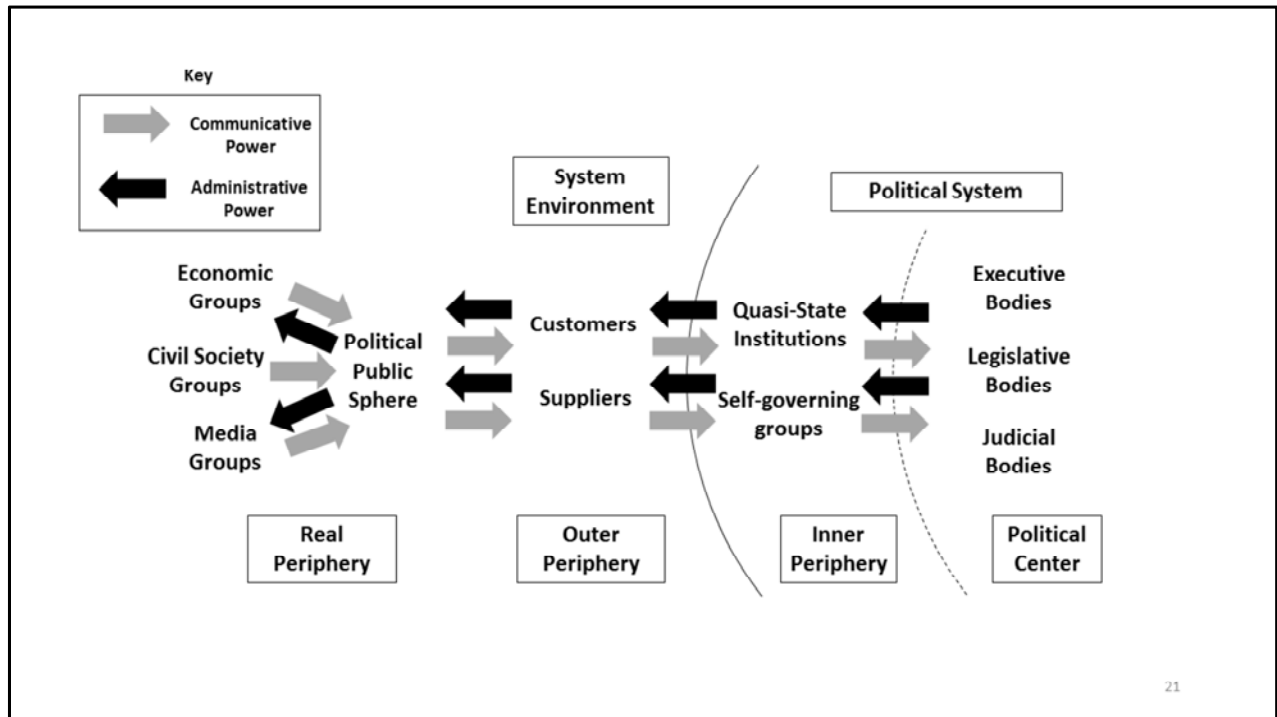 Key
Communicative
Power
Administrative
Power
System
Environment
Political System
Economic
Groups
Civil Society
Groups
Media
Groups
Political
Public
Sphere
Customers
Suppliers
Quasi-State
Institutions
Self-governing
groups
Executive
Bodies
Legislative
Bodies
Judicial
Bodies
Real
Periphery
Outer
Periphery
Inner
Periphery
Political
Center
21